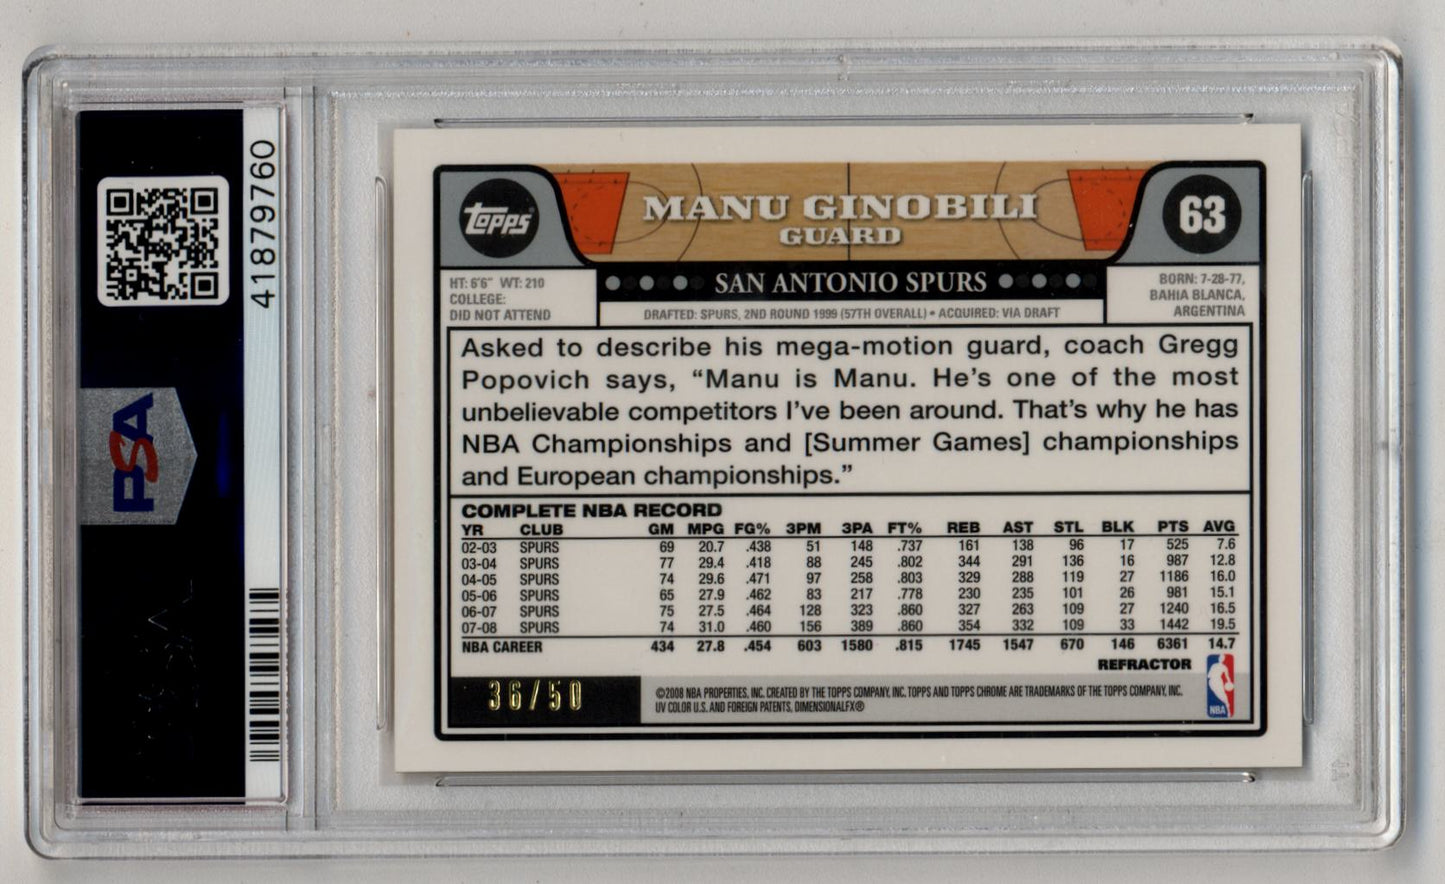 41879760
PSA
Topps
MANU GINOBILI
GUARD
63
HT: 6'6" WT: 210
COLLEGE:
DID NOT ATTEND
SAN ANTONIO SPURS
DRAFTED: SPURS, 2ND ROUND 1999 (57TH OVERALL) • ACQUIRED: VIA DRAFT
BORN: 7-28-77,
BAHIA BLANCA,
ARGENTINA
Asked to describe his mega-motion guard, coach Gregg
Popovich says, “Manu is Manu. He’s one of the most
unbelievable competitors I’ve been around. That’s why he has
NBA Championships and [Summer Games] championships
and European championships.”
COMPLETE NBA RECORD
YR CLUB GM MPG FG% 3PM 3PA FT% REB AST STL BLK PTS AVG
02-03 SPURS 69 20.7 .438 51 148 .737 161 138 96 17 525 7.6
03-04 SPURS 77 29.4 .418 88 245 .802 344 291 136 16 987 12.8
04-05 SPURS 74 29.6 .471 97 258 .803 329 288 119 27 1186 16.0
05-06 SPURS 65 27.9 .462 83 217 .778 230 235 101 26 981 15.1
06-07 SPURS 75 27.5 .464 128 323 .860 327 263 109 27 1240 16.5
07-08 SPURS 74 31.0 .460 156 389 .860 354 332 109 33 1442 19.5
NBA CAREER 434 27.8 .454 603 1580 .815 1745 1547 670 146 6361 14.7
REFRACTOR
36/50
©2008 NBA PROPERTIES, INC. CREATED BY THE TOPPS COMPANY, INC. TOPPS AND TOPPS CHROME ARE TRADEMARKS OF THE TOPPS COMPANY, INC.
UV COLOR U.S. AND FOREIGN PATENTS, DIMENSIONALFX®
NBA